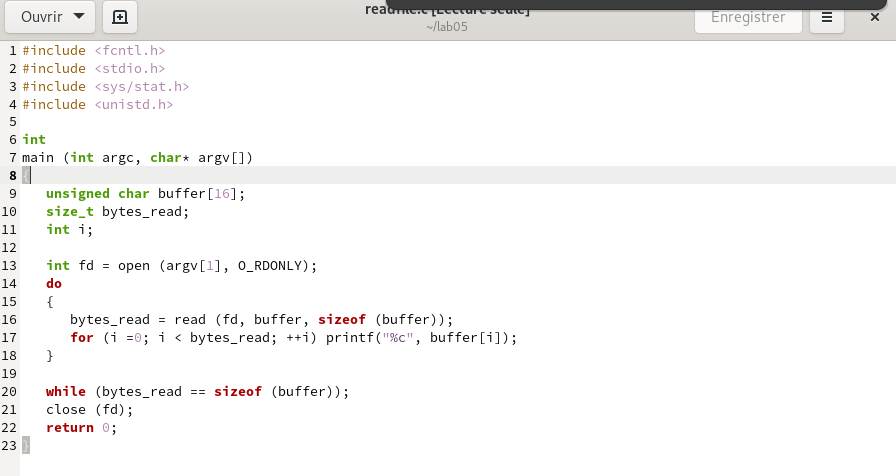 Ouvrir
readfile.c [Lecture seule]
~/lab05
Enregistrer
1 #include <fcntl.h>
2 #include <stdio.h>
3 #include <sys/stat.h>
4 #include <unistd.h>
5
6 int
7 main (int argc, char* argv[])
8 {
9 unsigned char buffer[16];
10 size_t bytes_read;
11 int i;
12
13 int fd = open (argv[1], O_RDONLY);
14 do
15 {
16 bytes_read = read (fd, buffer, sizeof (buffer));
17 for (i =0; i < bytes_read; ++i) printf("%c", buffer[i]);
18 }
19
20 while (bytes_read == sizeof (buffer));
21 close (fd);
22 return 0;
23 }